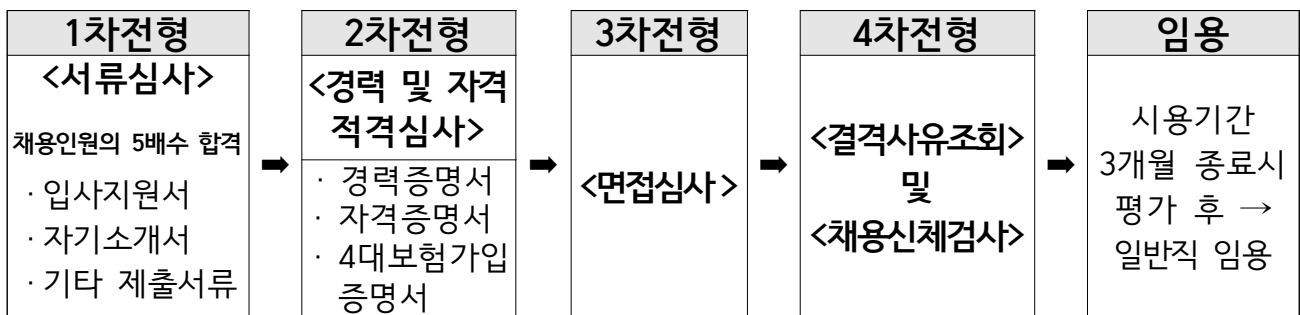 1차전형
<서류심사>
채용인원의 5배수 합격
· 입사지원서
· 자기소개서
· 기타 제출서류
➡
2차전형
<경력 및 자격
적격심사>
· 경력증명서
· 자격증명서
· 4대보험가입
증명서
➡
3차전형
<면접심사>
➡
4차전형
<결격사유조회>
및
<채용신체검사>
➡
임용
시용기간
3개월 종료시
평가 후 →
일반직 임용